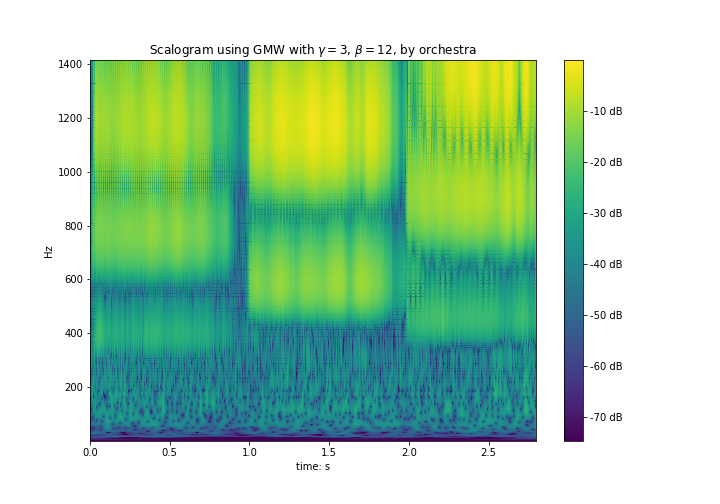 Scalogram using GMW with γ = 3, β = 12, by orchestra
1400
1200
1000
800
600
400
200
Hz
0.0 0.5 1.0 1.5 2.0 2.5
time: s
-10 dB
-20 dB
-30 dB
-40 dB
-50 dB
-60 dB
-70 dB